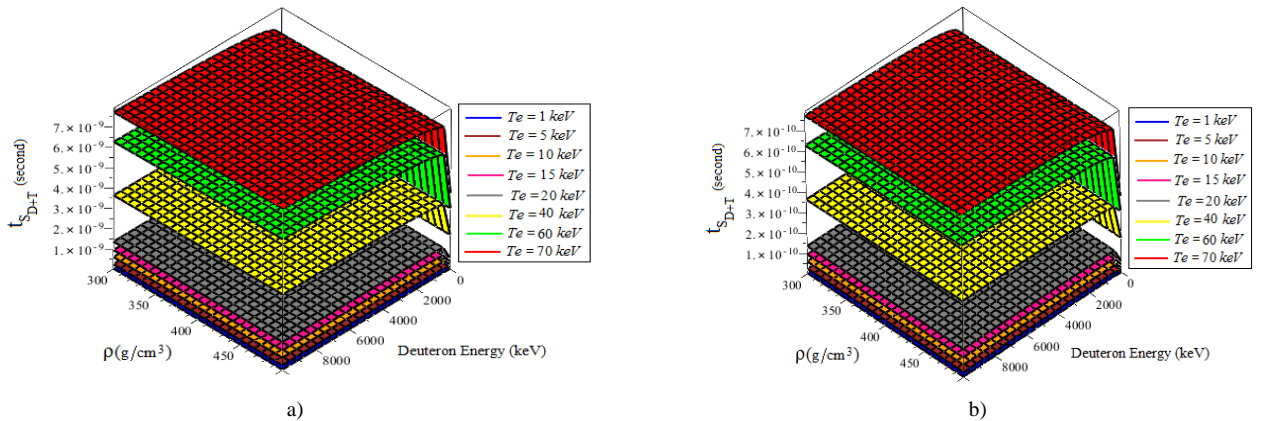 7. × 10⁻⁹
6. × 10⁻⁹
5. × 10⁻⁹
4. × 10⁻⁹
3. × 10⁻⁹
2. × 10⁻⁹
1. × 10⁻⁹
t_S_D+T (second)
300
350
400
450
ρ(g/cm³)
8000
6000
4000
2000
0
Deuteron Energy (keV)
Te = 1 keV
Te = 5 keV
Te = 10 keV
Te = 15 keV
Te = 20 keV
Te = 40 keV
Te = 60 keV
Te = 70 keV
a)
7. × 10⁻¹⁰
6. × 10⁻¹⁰
5. × 10⁻¹⁰
4. × 10⁻¹⁰
3. × 10⁻¹⁰
2. × 10⁻¹⁰
1. × 10⁻¹⁰
t_S_D+T (second)
300
350
400
450
ρ(g/cm³)
8000
6000
4000
2000
0
Deuteron Energy (keV)
Te = 1 keV
Te = 5 keV
Te = 10 keV
Te = 15 keV
Te = 20 keV
Te = 40 keV
Te = 60 keV
Te = 70 keV
b)